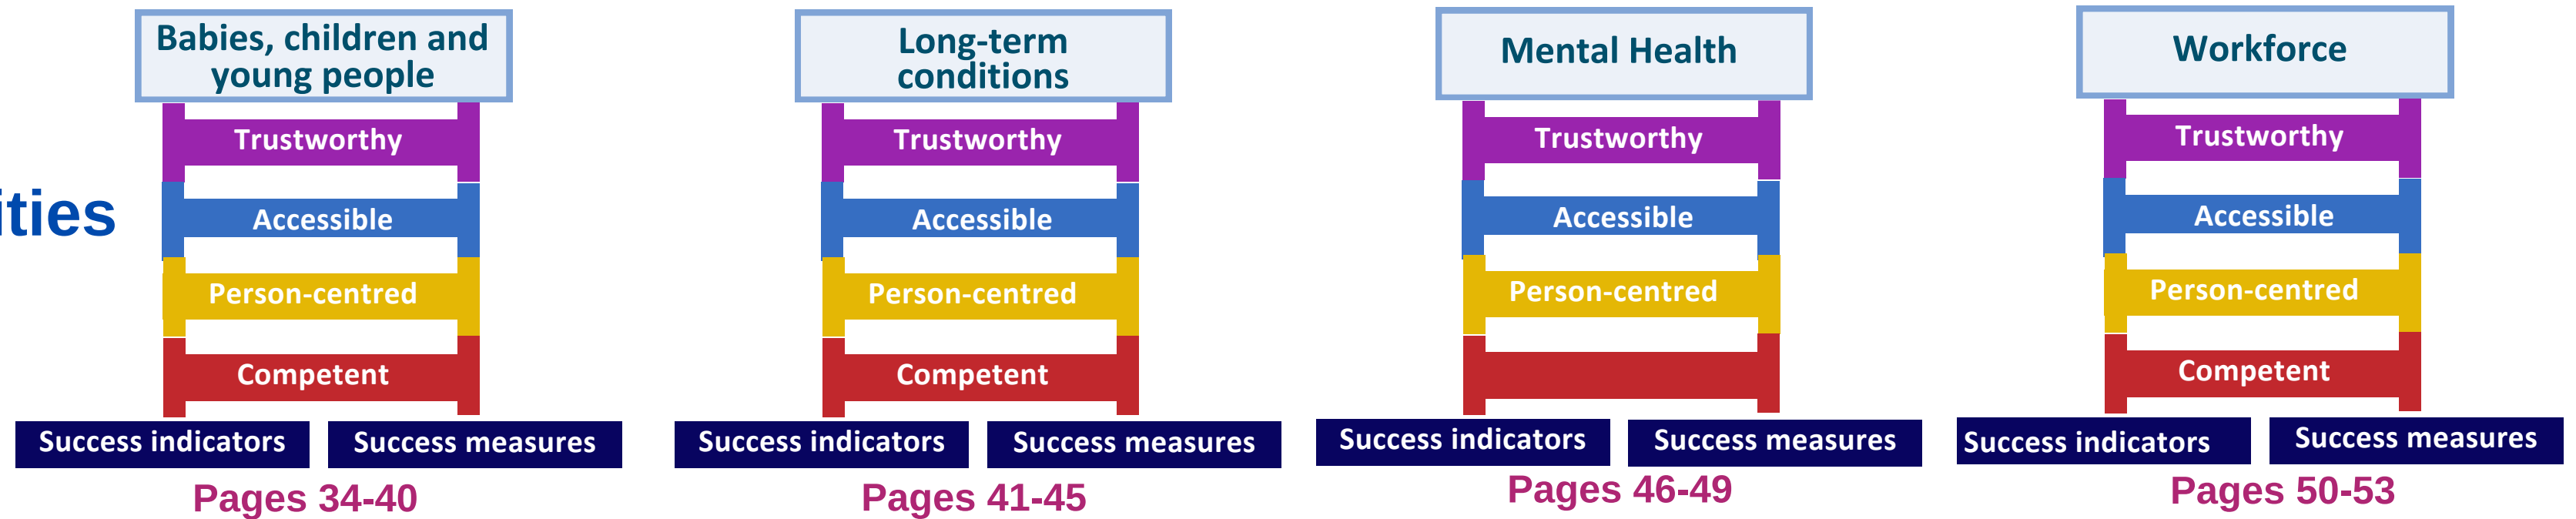 ities
Babies, children and
young people
Trustworthy
Accessible
Person-centred
Competent
Success indicators
Success measures
Pages 34-40
Long-term
conditions
Trustworthy
Accessible
Person-centred
Competent
Success indicators
Success measures
Pages 41-45
Mental Health
Trustworthy
Accessible
Person-centred
Success indicators
Success measures
Pages 46-49
Workforce
Trustworthy
Accessible
Person-centred
Competent
Success indicators
Success measures
Pages 50-53